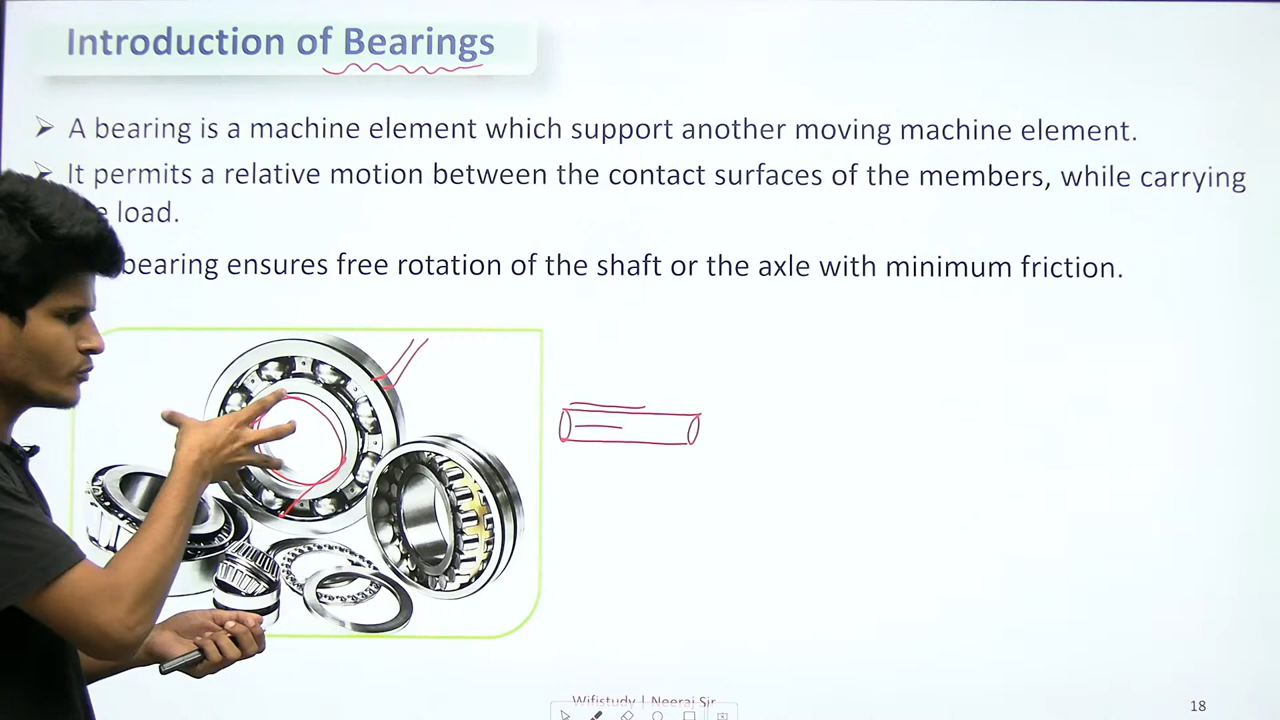 Introduction of Bearings
A bearing is a machine element which support another moving machine element.
It permits a relative motion between the contact surfaces of the members, while carrying
load.
bearing ensures free rotation of the shaft or the axle with minimum friction.
Wifistudy | Neeraj Sir
18